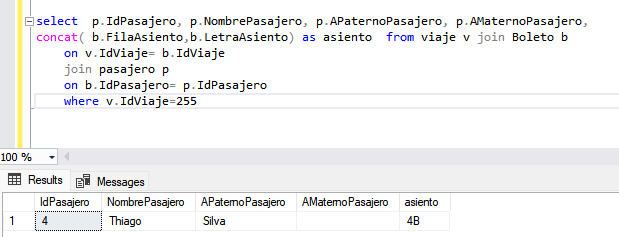 select p.IdPasajero, p.NombrePasajero, p.APaternoPasajero, p.AMaternoPasajero,
concat( b.FilaAsiento,b.LetraAsiento) as asiento from viaje v join Boleto b
on v.IdViaje= b.IdViaje
join pasajero p
on b.IdPasajero= p.IdPasajero
where v.IdViaje=255
100 %
Results Messages
IdPasajero NombrePasajero APaternoPasajero AMaternoPasajero asiento
1 4 Thiago Silva 4B